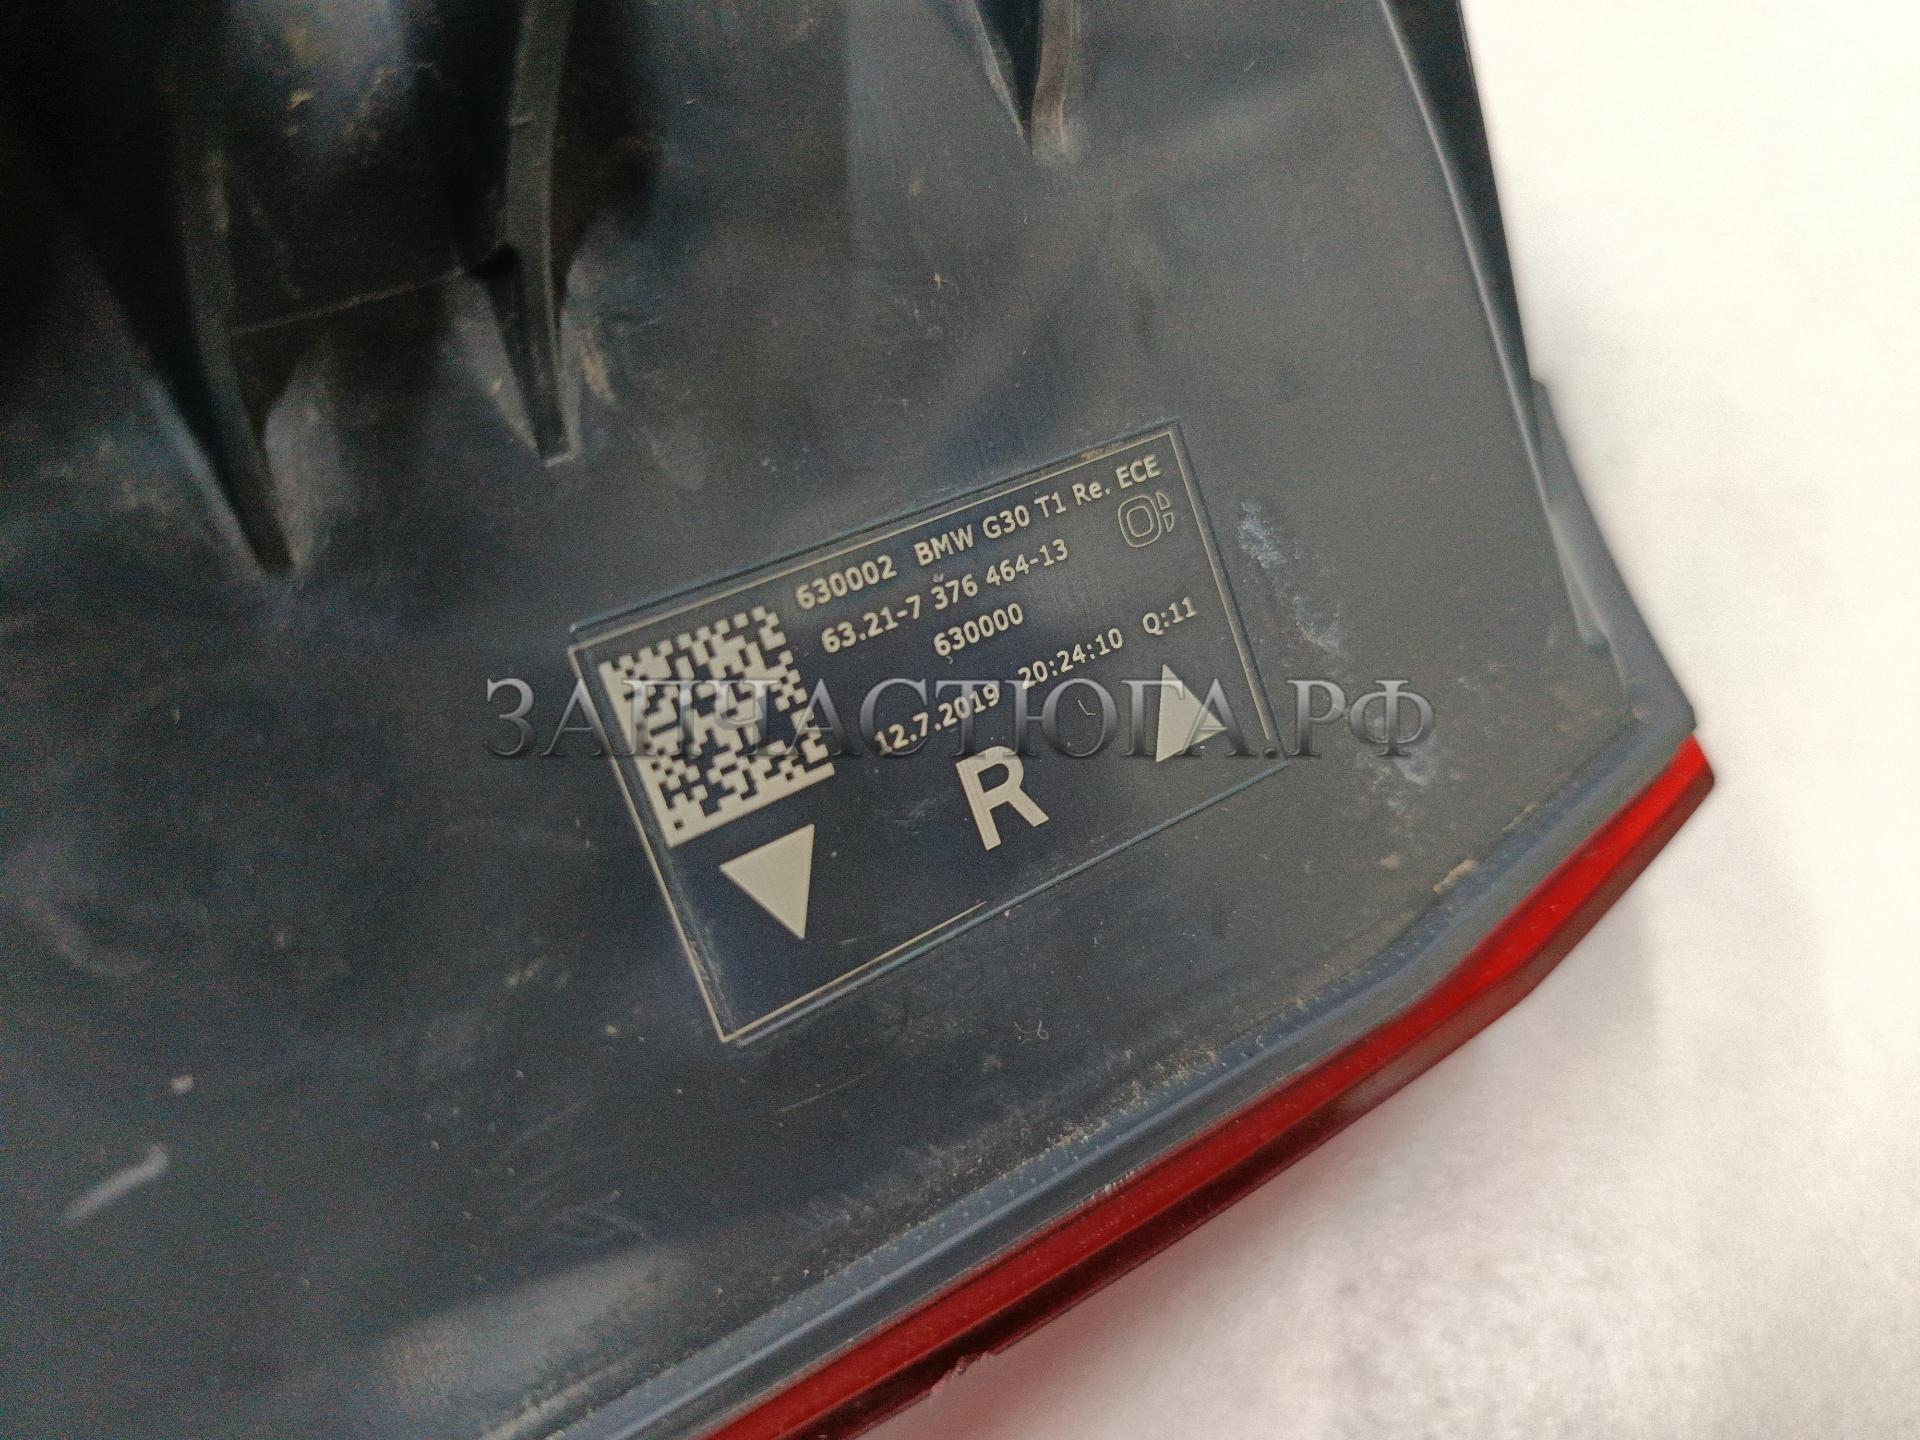 630002 BMW G30 T1 Re. ECE
63.21-7 376 464-13
630000
12.7.2019 20:24:10 Q:11
ЗАПЧАСТЮГА.РФ
R